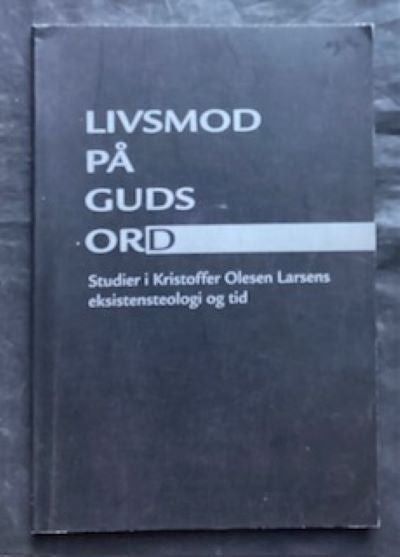 LIVSMOD
PÅ
GUDS
ORD
Studier i Kristoffer Olesen Larsens
eksistensteologi og tid